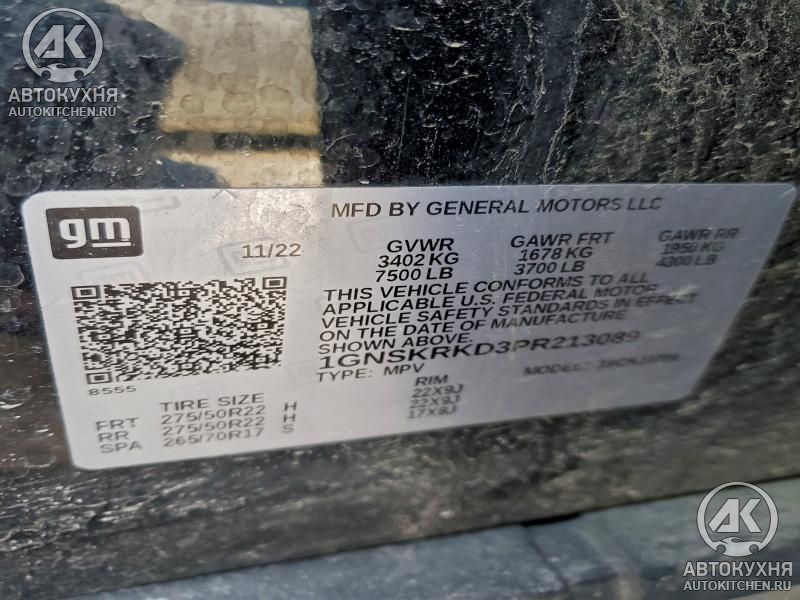 AK
АВТОКУХНЯ
AUTOKITCHEN.RU
gm
MFD BY GENERAL MOTORS LLC
11/22
GVWR GAWR FRT GAWR RR
3402 KG 1678 KG 1950 KG
7500 LB 3700 LB 4300 LB
THIS VEHICLE CONFORMS TO ALL
APPLICABLE U.S. FEDERAL MOTOR
VEHICLE SAFETY STANDARDS IN EFFECT
ON THE DATE OF MANUFACTURE
SHOWN ABOVE.
1GNSKRKD3PR213089
TYPE: MPV MODEL:
8555
TIRE SIZE RIM
FRT 275/50R22 H 22X9J
RR 275/50R22 H 22X9J
SPA 265/70R17 S 17X8J
AK
АВТОКУХНЯ
AUTOKITCHEN.RU